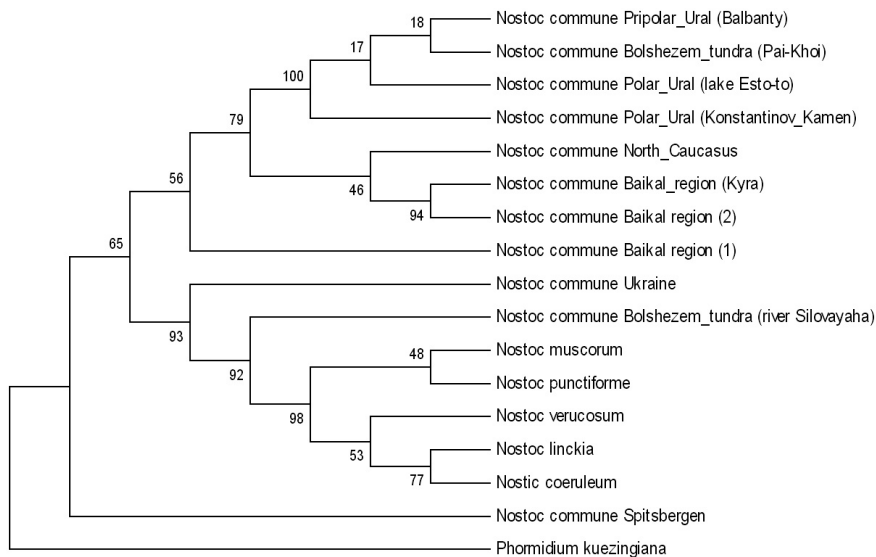 18
Nostoc commune Pripolar_Ural (Balbanty)
17
Nostoc commune Bolshezem_tundra (Pai-Khoi)
100
Nostoc commune Polar_Ural (lake Esto-to)
79
Nostoc commune Polar_Ural (Konstantinov_Kamen)
Nostoc commune North_Caucasus
56
46
Nostoc commune Baikal_region (Kyra)
94
Nostoc commune Baikal region (2)
65
Nostoc commune Baikal region (1)
Nostoc commune Ukraine
93
Nostoc commune Bolshezem_tundra (river Silovayaha)
92
48
Nostoc muscorum
Nostoc punctiforme
98
Nostoc verucosum
53
Nostoc linckia
77
Nostic coeruleum
Nostoc commune Spitsbergen
Phormidium kuezingiana